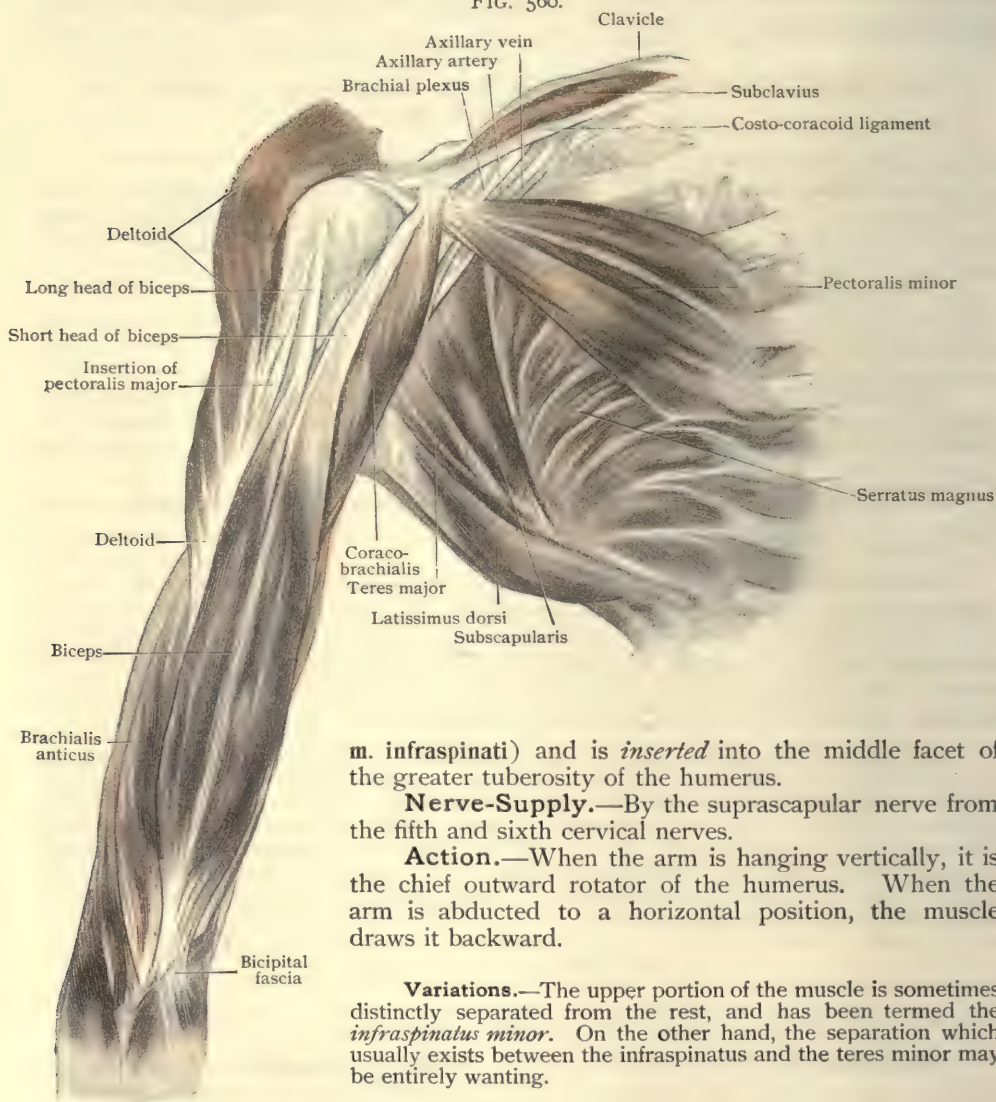 FIG. 500.
Clavicle
Axillary vein
Axillary artery
Brachial plexus
Subclavius
Costo-coracoid ligament
Deltoid
Long head of biceps
Short head of biceps
Insertion of
pectoralis major
Pectoralis minor
Serratus magnus
Deltoid
Coraco-
brachialis
Teres major
Latissimus dorsi
Subscapularis
Biceps
Brachialis
anticus
Bicipital
fascia
m. infraspinati) and is inserted into the middle facet of
the greater tuberosity of the humerus.
Nerve-Supply.—By the suprascapular nerve from
the fifth and sixth cervical nerves.
Action.—When the arm is hanging vertically, it is
the chief outward rotator of the humerus. When the
arm is abducted to a horizontal position, the muscle
draws it backward.
Variations.—The upper portion of the muscle is sometimes
distinctly separated from the rest, and has been termed the
infraspinatus minor. On the other hand, the separation which
usually exists between the infraspinatus and the teres minor may
be entirely wanting.